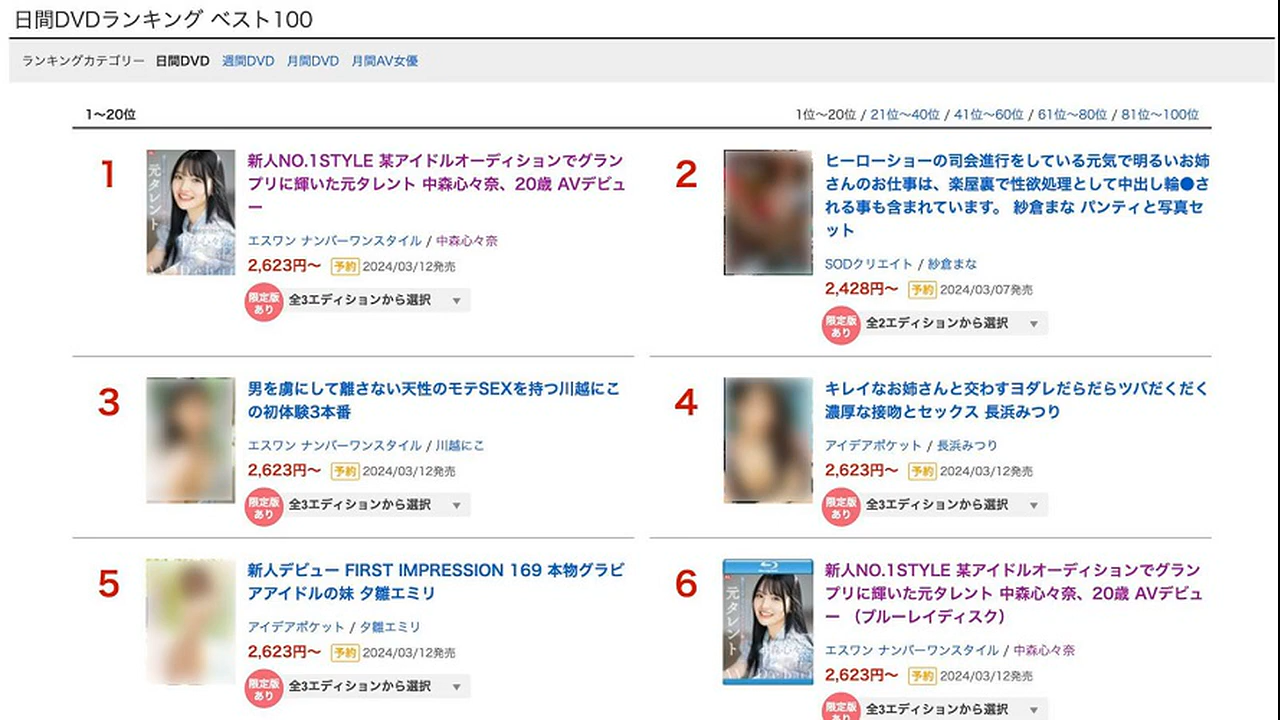 日間DVDランキング ベスト100
ランキングカテゴリー 日間DVD 週間DVD 月間DVD 月間AV女優
1〜20位
1位〜20位 / 21位〜40位 / 41位〜60位 / 61位〜80位 / 81位〜100位
1
元タレント
新人NO.1STYLE 某アイドルオーディションでグラン
プリに輝いた元タレント 中森心々奈、20歳 AVデビュ
ー
エスワン ナンバーワンスタイル / 中森心々奈
2,623円〜 予約 2024/03/12発売
限定版
あり
全3エディションから選択 ▼
2
ヒーローショーの司会進行をしている元気で明るいお姉
さんのお仕事は、楽屋裏で性欲処理として中出し輪●さ
れる事も含まれています。 紗倉まな パンティと写真セ
ット
SODクリエイト / 紗倉まな
2,428円〜 予約 2024/03/07発売
限定版
あり
全2エディションから選択 ▼
3
男を虜にして離さない天性のモテSEXを持つ川越にこ
の初体験3本番
エスワン ナンバーワンスタイル / 川越にこ
2,623円〜 予約 2024/03/12発売
限定版
あり
全3エディションから選択 ▼
4
キレイなお姉さんと交わすヨダレだらだらツバだくだく
濃厚な接吻とセックス 長浜みつり
アイデアポケット / 長浜みつり
2,623円〜 予約 2024/03/12発売
限定版
あり
全3エディションから選択 ▼
5
新人デビュー FIRST IMPRESSION 169 本物グラビ
アアイドルの妹 夕雛エミリ
アイデアポケット / 夕雛エミリ
2,623円〜 予約 2024/03/12発売
限定版
あり
全3エディションから選択 ▼
6
元タレント
新人NO.1STYLE 某アイドルオーディションでグラン
プリに輝いた元タレント 中森心々奈、20歳 AVデビュ
ー （ブルーレイディスク）
エスワン ナンバーワンスタイル / 中森心々奈
2,623円〜 予約 2024/03/12発売
限定版
あり
全3エディションから選択 ▼